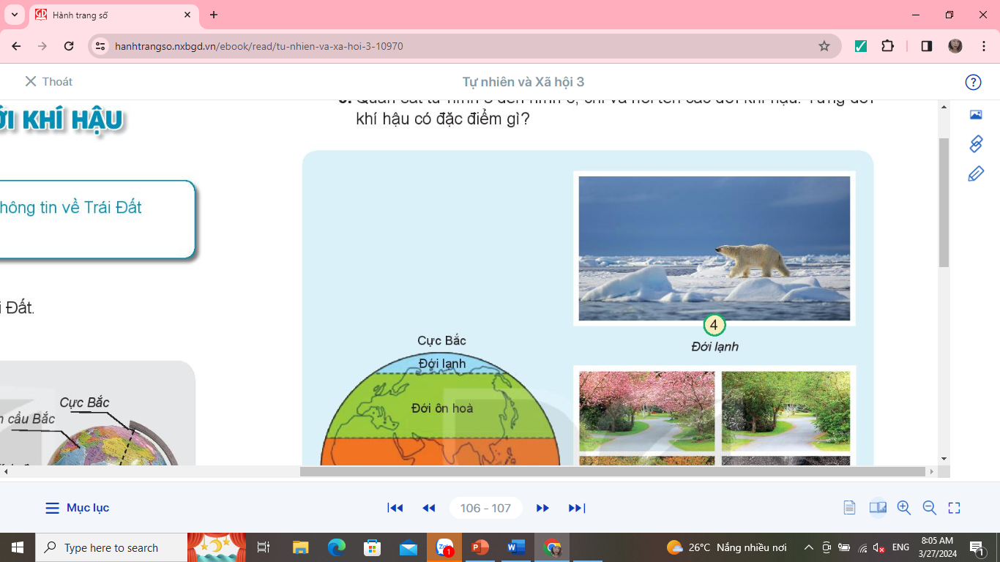 Hành trang số
hanhtrangso.nxbgd.vn/ebook/read/tu-nhien-va-xa-hoi-3-10970
Thoát
Tự nhiên và Xã hội 3
ỚI KHÍ HẬU
khí hậu có đặc điểm gì?
hông tin về Trái Đất
i Đất.
Cực Bắc
n cầu Bắc
4
Đới lạnh
Cực Bắc
Đới lạnh
Đới ôn hoà
Mục lục
106 - 107
Type here to search
1
26°C Nắng nhiều nơi
ENG
8:05 AM
3/27/2024
1